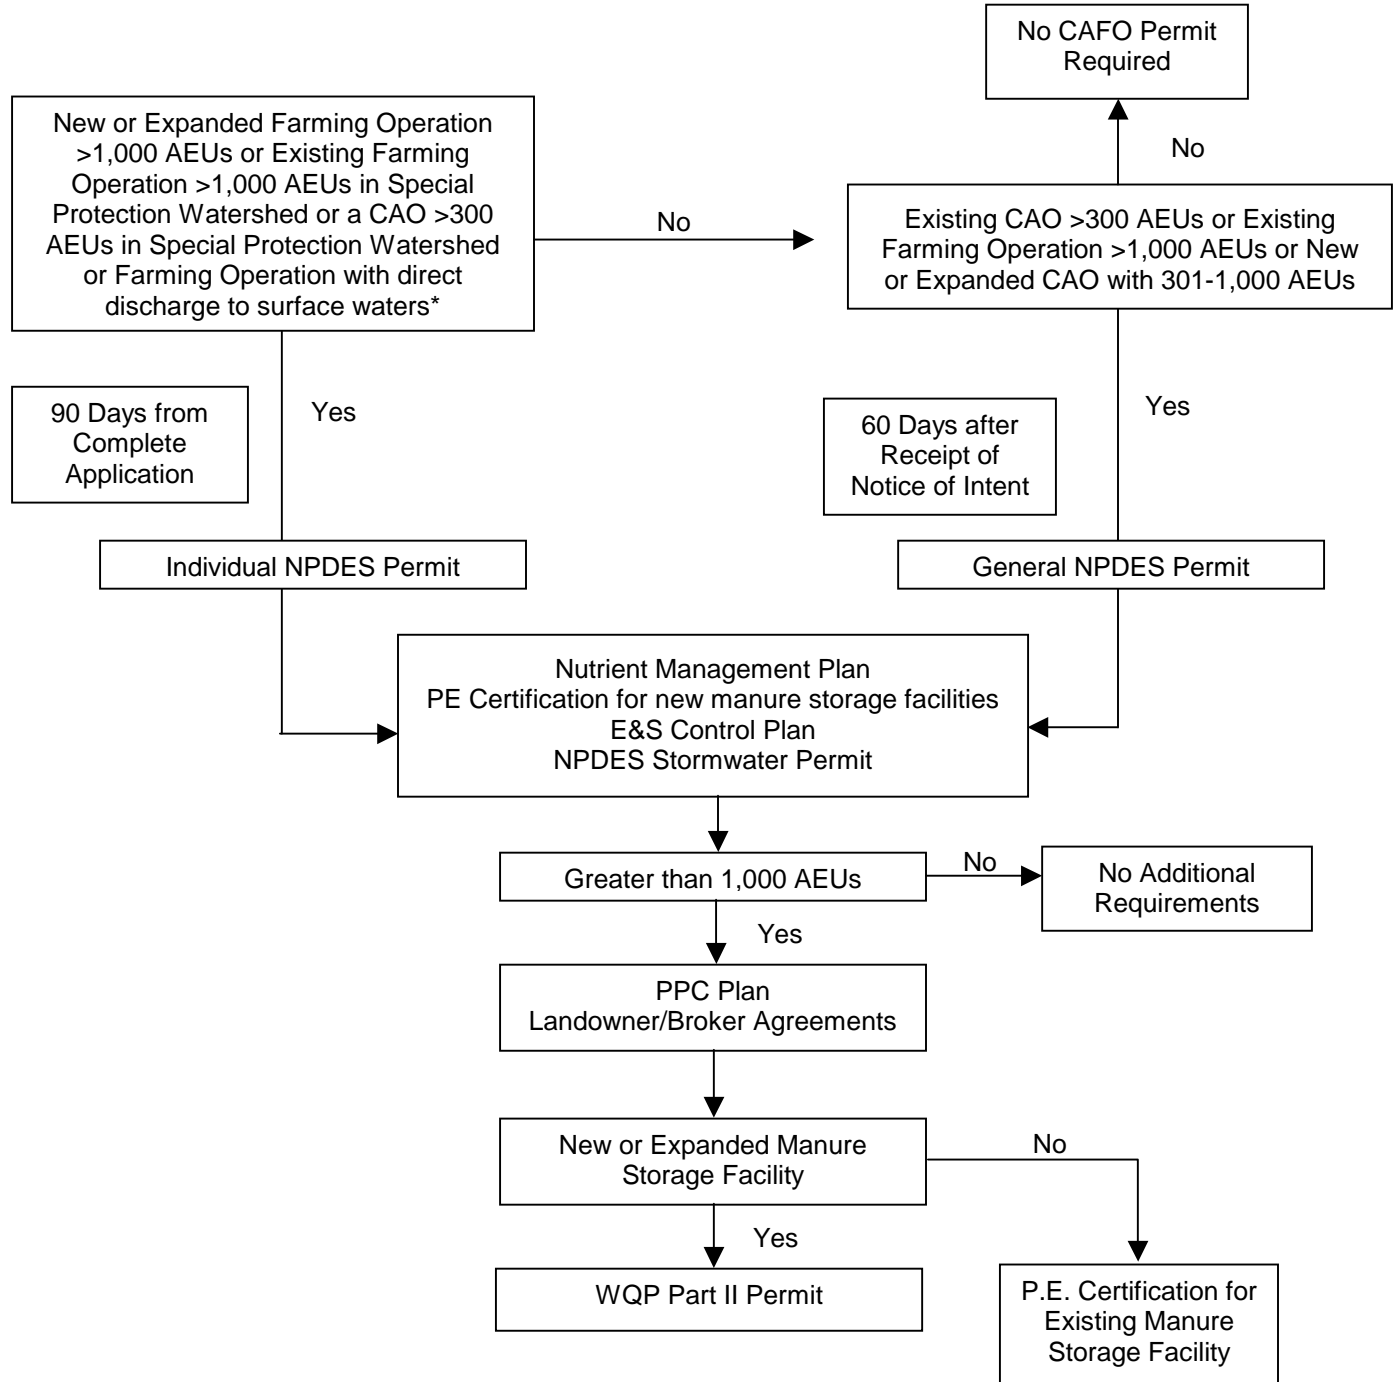 No CAFO Permit
Required
New or Expanded Farming Operation
>1,000 AEUs or Existing Farming
Operation >1,000 AEUs in Special
Protection Watershed or a CAO >300
AEUs in Special Protection Watershed
or Farming Operation with direct
discharge to surface waters*
No
No
Existing CAO >300 AEUs or Existing
Farming Operation >1,000 AEUs or New
or Expanded CAO with 301-1,000 AEUs
90 Days from
Complete
Application
Yes
60 Days after
Receipt of
Notice of Intent
Yes
Individual NPDES Permit
General NPDES Permit
Nutrient Management Plan
PE Certification for new manure storage facilities
E&S Control Plan
NPDES Stormwater Permit
Greater than 1,000 AEUs
No
No Additional
Requirements
Yes
PPC Plan
Landowner/Broker Agreements
New or Expanded Manure
Storage Facility
No
Yes
WQP Part II Permit
P.E. Certification for
Existing Manure
Storage Facility